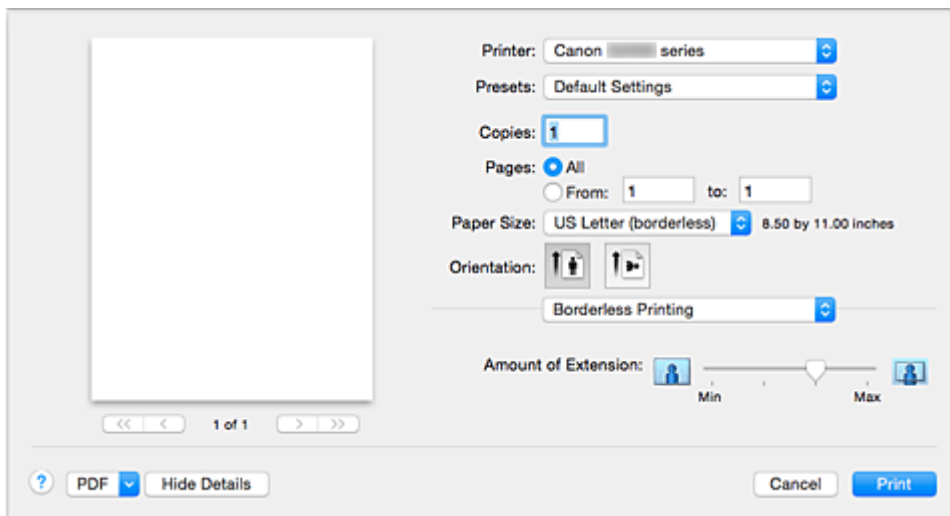 Printer: Canon series
Presets: Default Settings
Copies: 1
Pages: All
From: 1 to: 1
Paper Size: US Letter (borderless) 8.50 by 11.00 inches
Orientation:
Borderless Printing
Amount of Extension:
Min Max
<< < 1 of 1 > >>
? PDF Hide Details Cancel Print